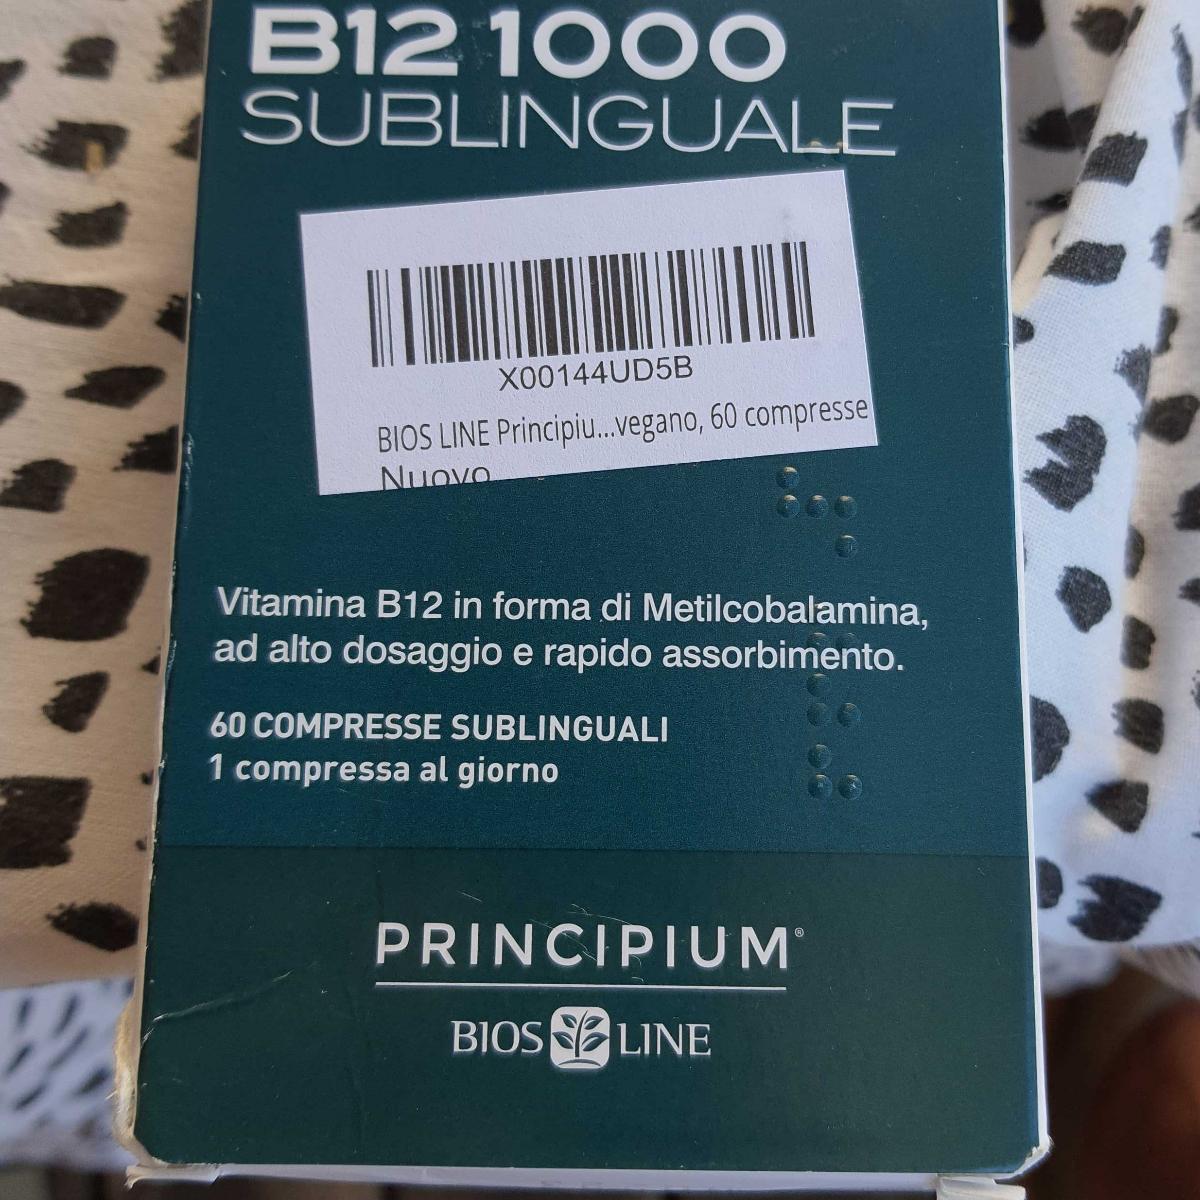 B12 1000
SUBLINGUALE
X00144UD5B
BIOS LINE Principiu...vegano, 60 compresse
Nuovo
Vitamina B12 in forma di Metilcobalamina,
ad alto dosaggio e rapido assorbimento.
60 COMPRESSE SUBLINGUALI
1 compressa al giorno
PRINCIPIUM®
BIOS LINE